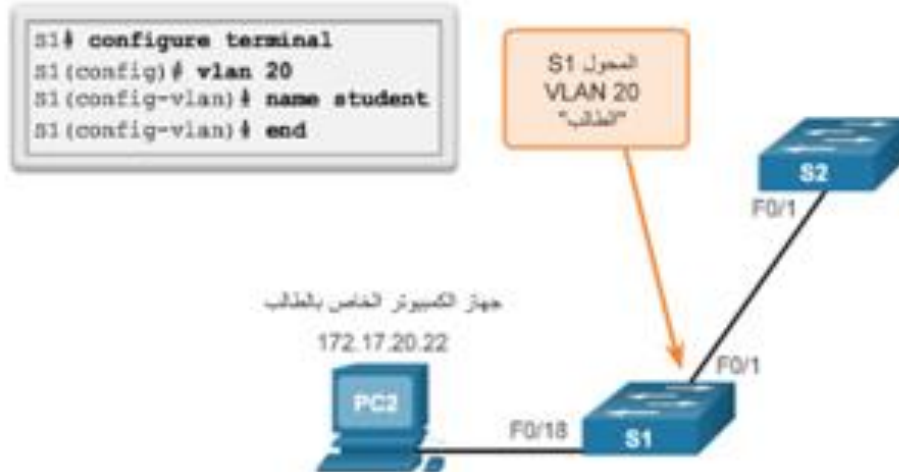 S1# configure terminal
S1(config)# vlan 20
S1(config-vlan)# name student
S1(config-vlan)# end
المحول S1
VLAN 20
"الطالب"
S2
F0/1
جهاز الكمبيوتر الخاص بالطالب
172.17.20.22
F0/1
PC2
F0/18
S1